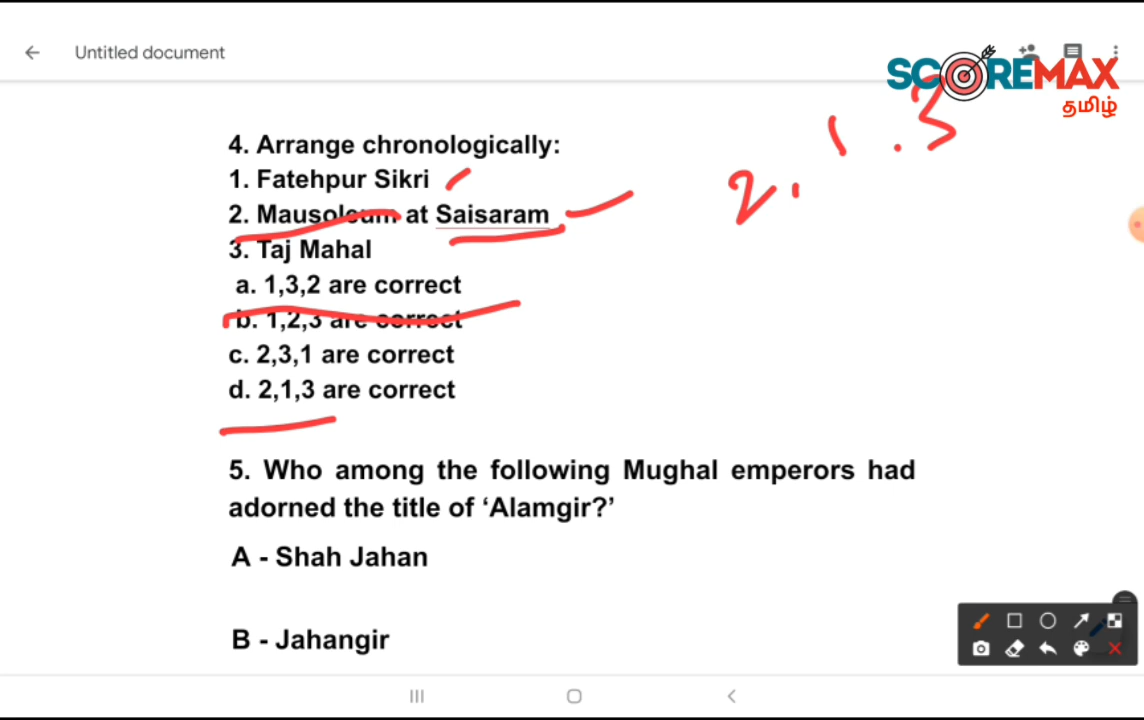 Untitled document
SCOREMAX
தமிழ்
2. 1 . 3
4. Arrange chronologically:
1. Fatehpur Sikri
2. Mausoleum at Saisaram
3. Taj Mahal
a. 1,3,2 are correct
b. 1,2,3 are correct
c. 2,3,1 are correct
d. 2,1,3 are correct
5. Who among the following Mughal emperors had
adorned the title of ‘Alamgir?’
A - Shah Jahan
B - Jahangir